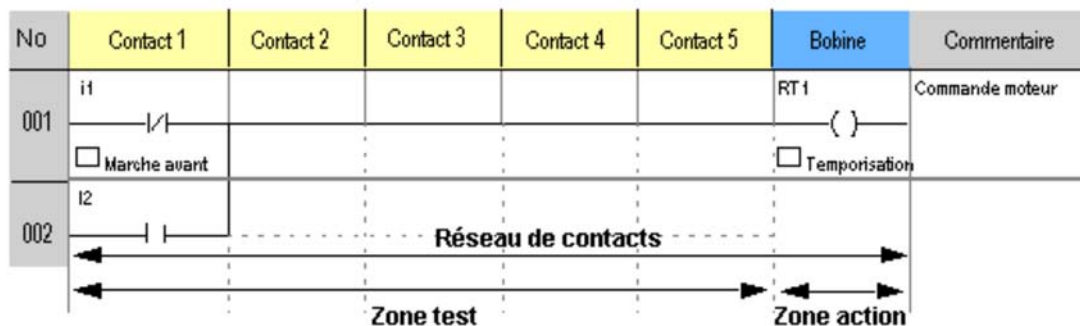 No Contact 1 Contact 2 Contact 3 Contact 4 Contact 5 Bobine Commentaire
i1 RT1 Commande moteur
001
Marche avant Temporisation
I2
002
Réseau de contacts
Zone test Zone action